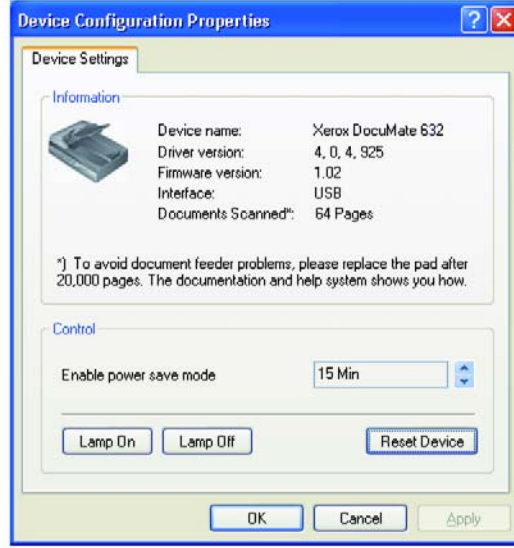 Device Configuration Properties
Device Settings
Information
Device name: Xerox DocuMate 632
Driver version: 4, 0, 4, 925
Firmware version: 1.02
Interface: USB
Documents Scanned*: 64 Pages
*) To avoid document feeder problems, please replace the pad after
20,000 pages. The documentation and help system shows you how.
Control
Enable power save mode 15 Min
Lamp On Lamp Off Reset Device
OK Cancel Apply